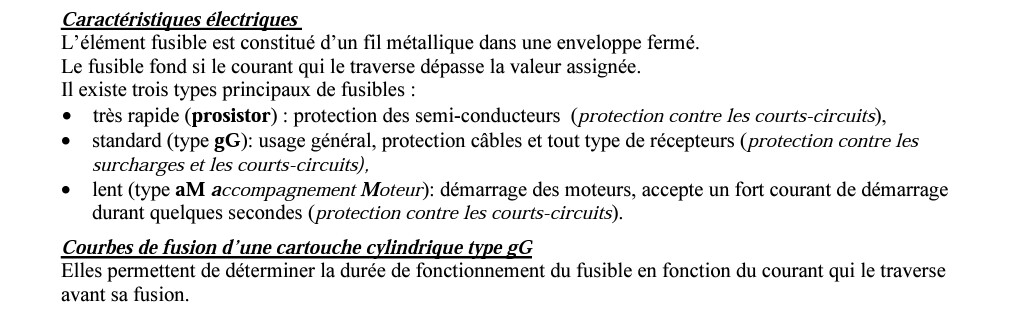 Caractéristiques électriques
L'élément fusible est constitué d'un fil métallique dans une enveloppe fermé.
Le fusible fond si le courant qui le traverse dépasse la valeur assignée.
Il existe trois types principaux de fusibles :
• très rapide (prosistor) : protection des semi-conducteurs (protection contre les courts-circuits),
• standard (type gG): usage général, protection câbles et tout type de récepteurs (protection contre les
surcharges et les courts-circuits),
• lent (type aM accompagnement Moteur): démarrage des moteurs, accepte un fort courant de démarrage
durant quelques secondes (protection contre les courts-circuits).
Courbes de fusion d'une cartouche cylindrique type gG
Elles permettent de déterminer la durée de fonctionnement du fusible en fonction du courant qui le traverse
avant sa fusion.